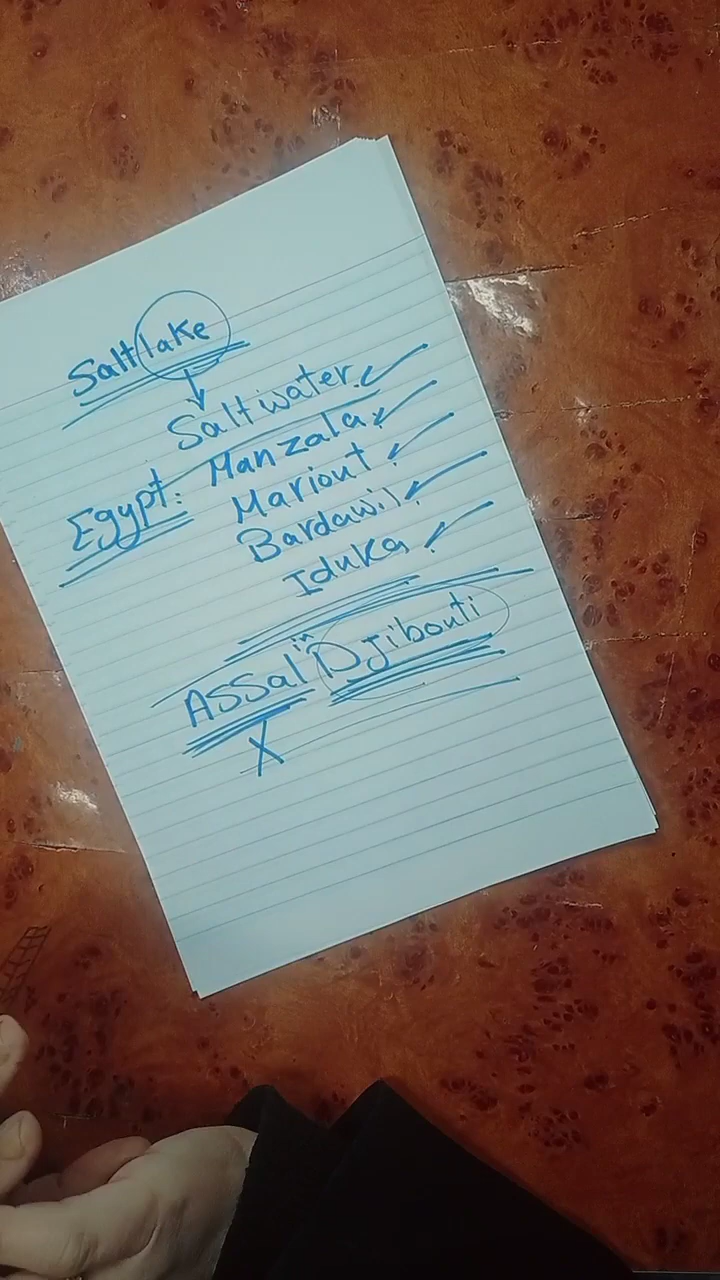 Saltlake
Saltwater.
Egypt: Manzala.
Mariout.
Bardawil.
Iduka.
ASSal in Djibouti
X